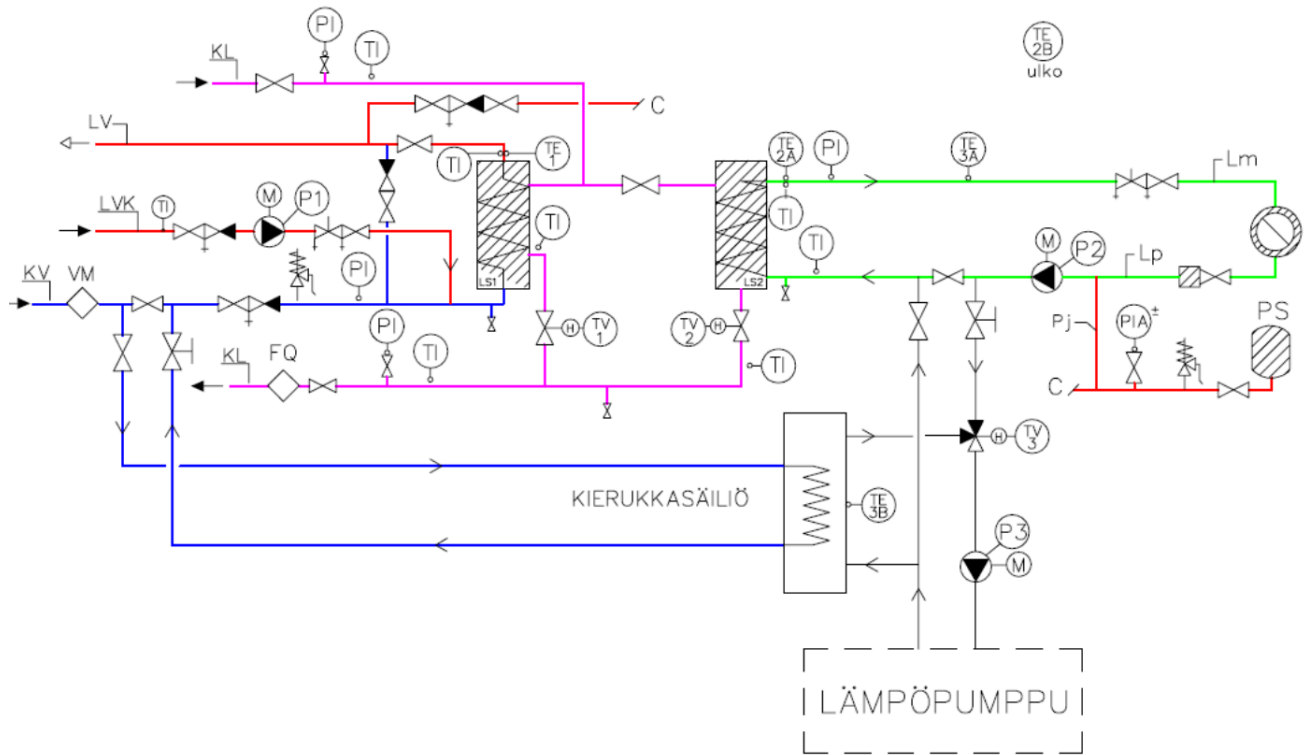 PI
TI
KL
TE
2B
ulko
C
LV
TI
TE
1
TE
2A
PI
TE
3A
Lm
M
P1
LVK
TI
TI
TI
TI
M
P2
KV
VM
PI
LS1
LS2
Lp
PI
TV
1
H
TV
2
H
Pj
PIA±
PS
KL
FQ
TI
TI
C
H
TV
3
KIERUKKASÄILIÖ
TE
3B
P3
M
LÄMPÖPUMPPU